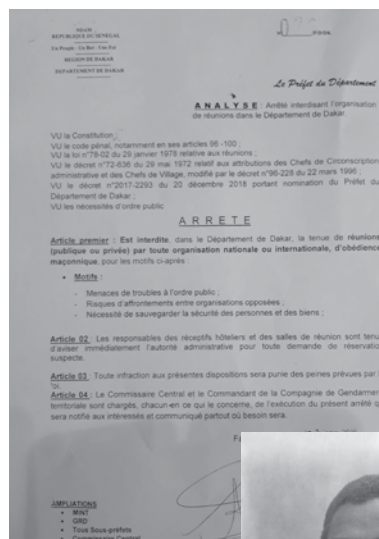 RÉPUBLIQUE DU SENEGAL
Un Peuple - Un But - Une Foi
REGION DE DAKAR
DEPARTEMENT DE DAKAR
Le Préfet du Département
ANALYSE : Arrêté interdisant l'organisation
de réunions dans le Département de Dakar.
VU la Constitution ;
VU le code pénal, notamment en ses articles 96 -100 ;
VU la loi n°78-02 du 29 janvier 1978 relative aux réunions ;
VU le décret n°72-636 du 29 mai 1972 relatif aux attributions des Chefs de Circonscription
administrative et des Chefs de Village, modifié par le décret n°96-228 du 22 mars 1996 ;
VU le décret n°2017-2293 du 20 décembre 2018 portant nomination du Préfet du
Département de Dakar ;
VU les nécessités d'ordre public
ARRETE
Article premier : Est interdite, dans le Département de Dakar, la tenue de réunions
(publique ou privée) par toute organisation nationale ou internationale, d'obédience
maçonnique, pour les motifs ci-après :
• Motifs :
- Menaces de troubles à l'ordre public ;
- Risques d'affrontements entre organisations opposées ;
- Nécessité de sauvegarder la sécurité des personnes et des biens ;
Article 02 : Les responsables des réceptifs hôteliers et des salles de réunion sont tenu
d'aviser immédiatement l'autorité administrative pour toute demande de réservatio
suspecte.
Article 03 : Toute infraction aux présentes dispositions sera punie des peines prévues par
loi.
Article 04 : Le Commissaire Central et le Commandant de la Compagnie de Gendarmer
territoriale sont chargés, chacun en ce qui le concerne, de l'exécution du présent arrêté q
sera notifié aux intéressés et communiqué partout où besoin sera.
AMPLIATIONS
• MINT
• GRD
• Tous Sous-préfets
• Commissaire Central